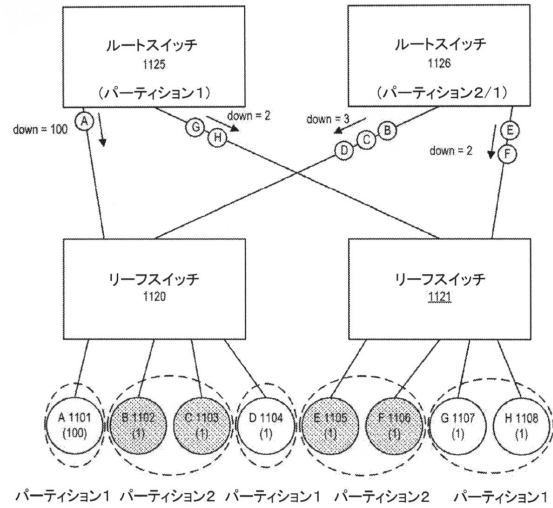 ルートスイッチ
1125
(パーティション1)
ルートスイッチ
1126
(パーティション2/1)
A
down = 100
G
H
down = 2
down = 3
B
C
D
E
F
down = 2
リーフスイッチ
1120
リーフスイッチ
1121
A 1101
(100)
B 1102
(1)
C 1103
(1)
D 1104
(1)
E 1105
(1)
F 1106
(1)
G 1107
(1)
H 1108
(1)
パーティション1 パーティション2 パーティション1 パーティション2 パーティション1